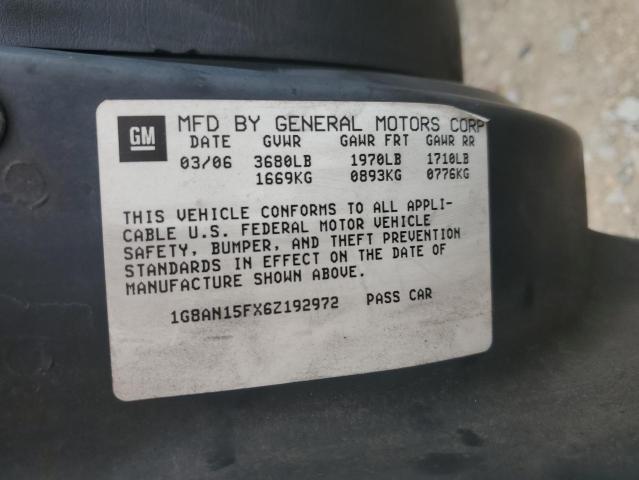 GM MFD BY GENERAL MOTORS CORP
DATE GVWR GAWR FRT GAWR RR
03/06 3680LB 1970LB 1710LB
1669KG 0893KG 0776KG
THIS VEHICLE CONFORMS TO ALL APPLI-
CABLE U.S. FEDERAL MOTOR VEHICLE
SAFETY, BUMPER, AND THEFT PREVENTION
STANDARDS IN EFFECT ON THE DATE OF
MANUFACTURE SHOWN ABOVE.
1G8AN15FX6Z192972 PASS CAR